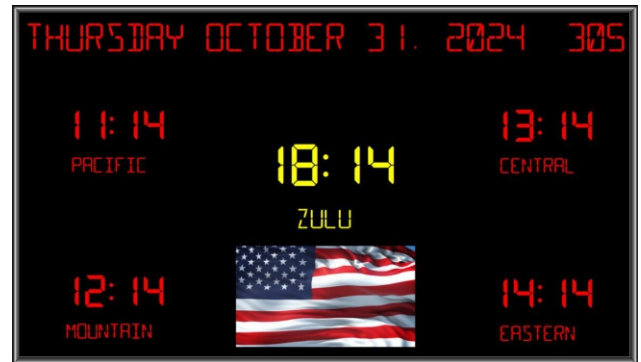 THURSDAY OCTOBER 31. 2024 305
11:14
PACIFIC
18:14
ZULU
13:14
CENTRAL
12:14
MOUNTAIN
14:14
EASTERN